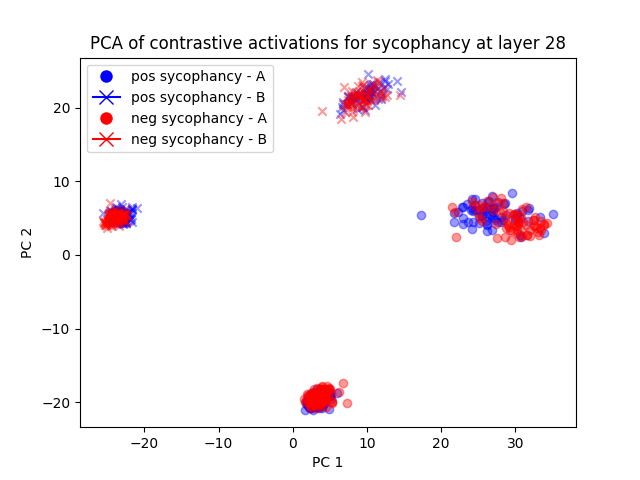 PCA of contrastive activations for sycophancy at layer 28
pos sycophancy - A
pos sycophancy - B
neg sycophancy - A
neg sycophancy - B
20
10
0
−10
−20
PC 2
−20 −10 0 10 20 30
PC 1